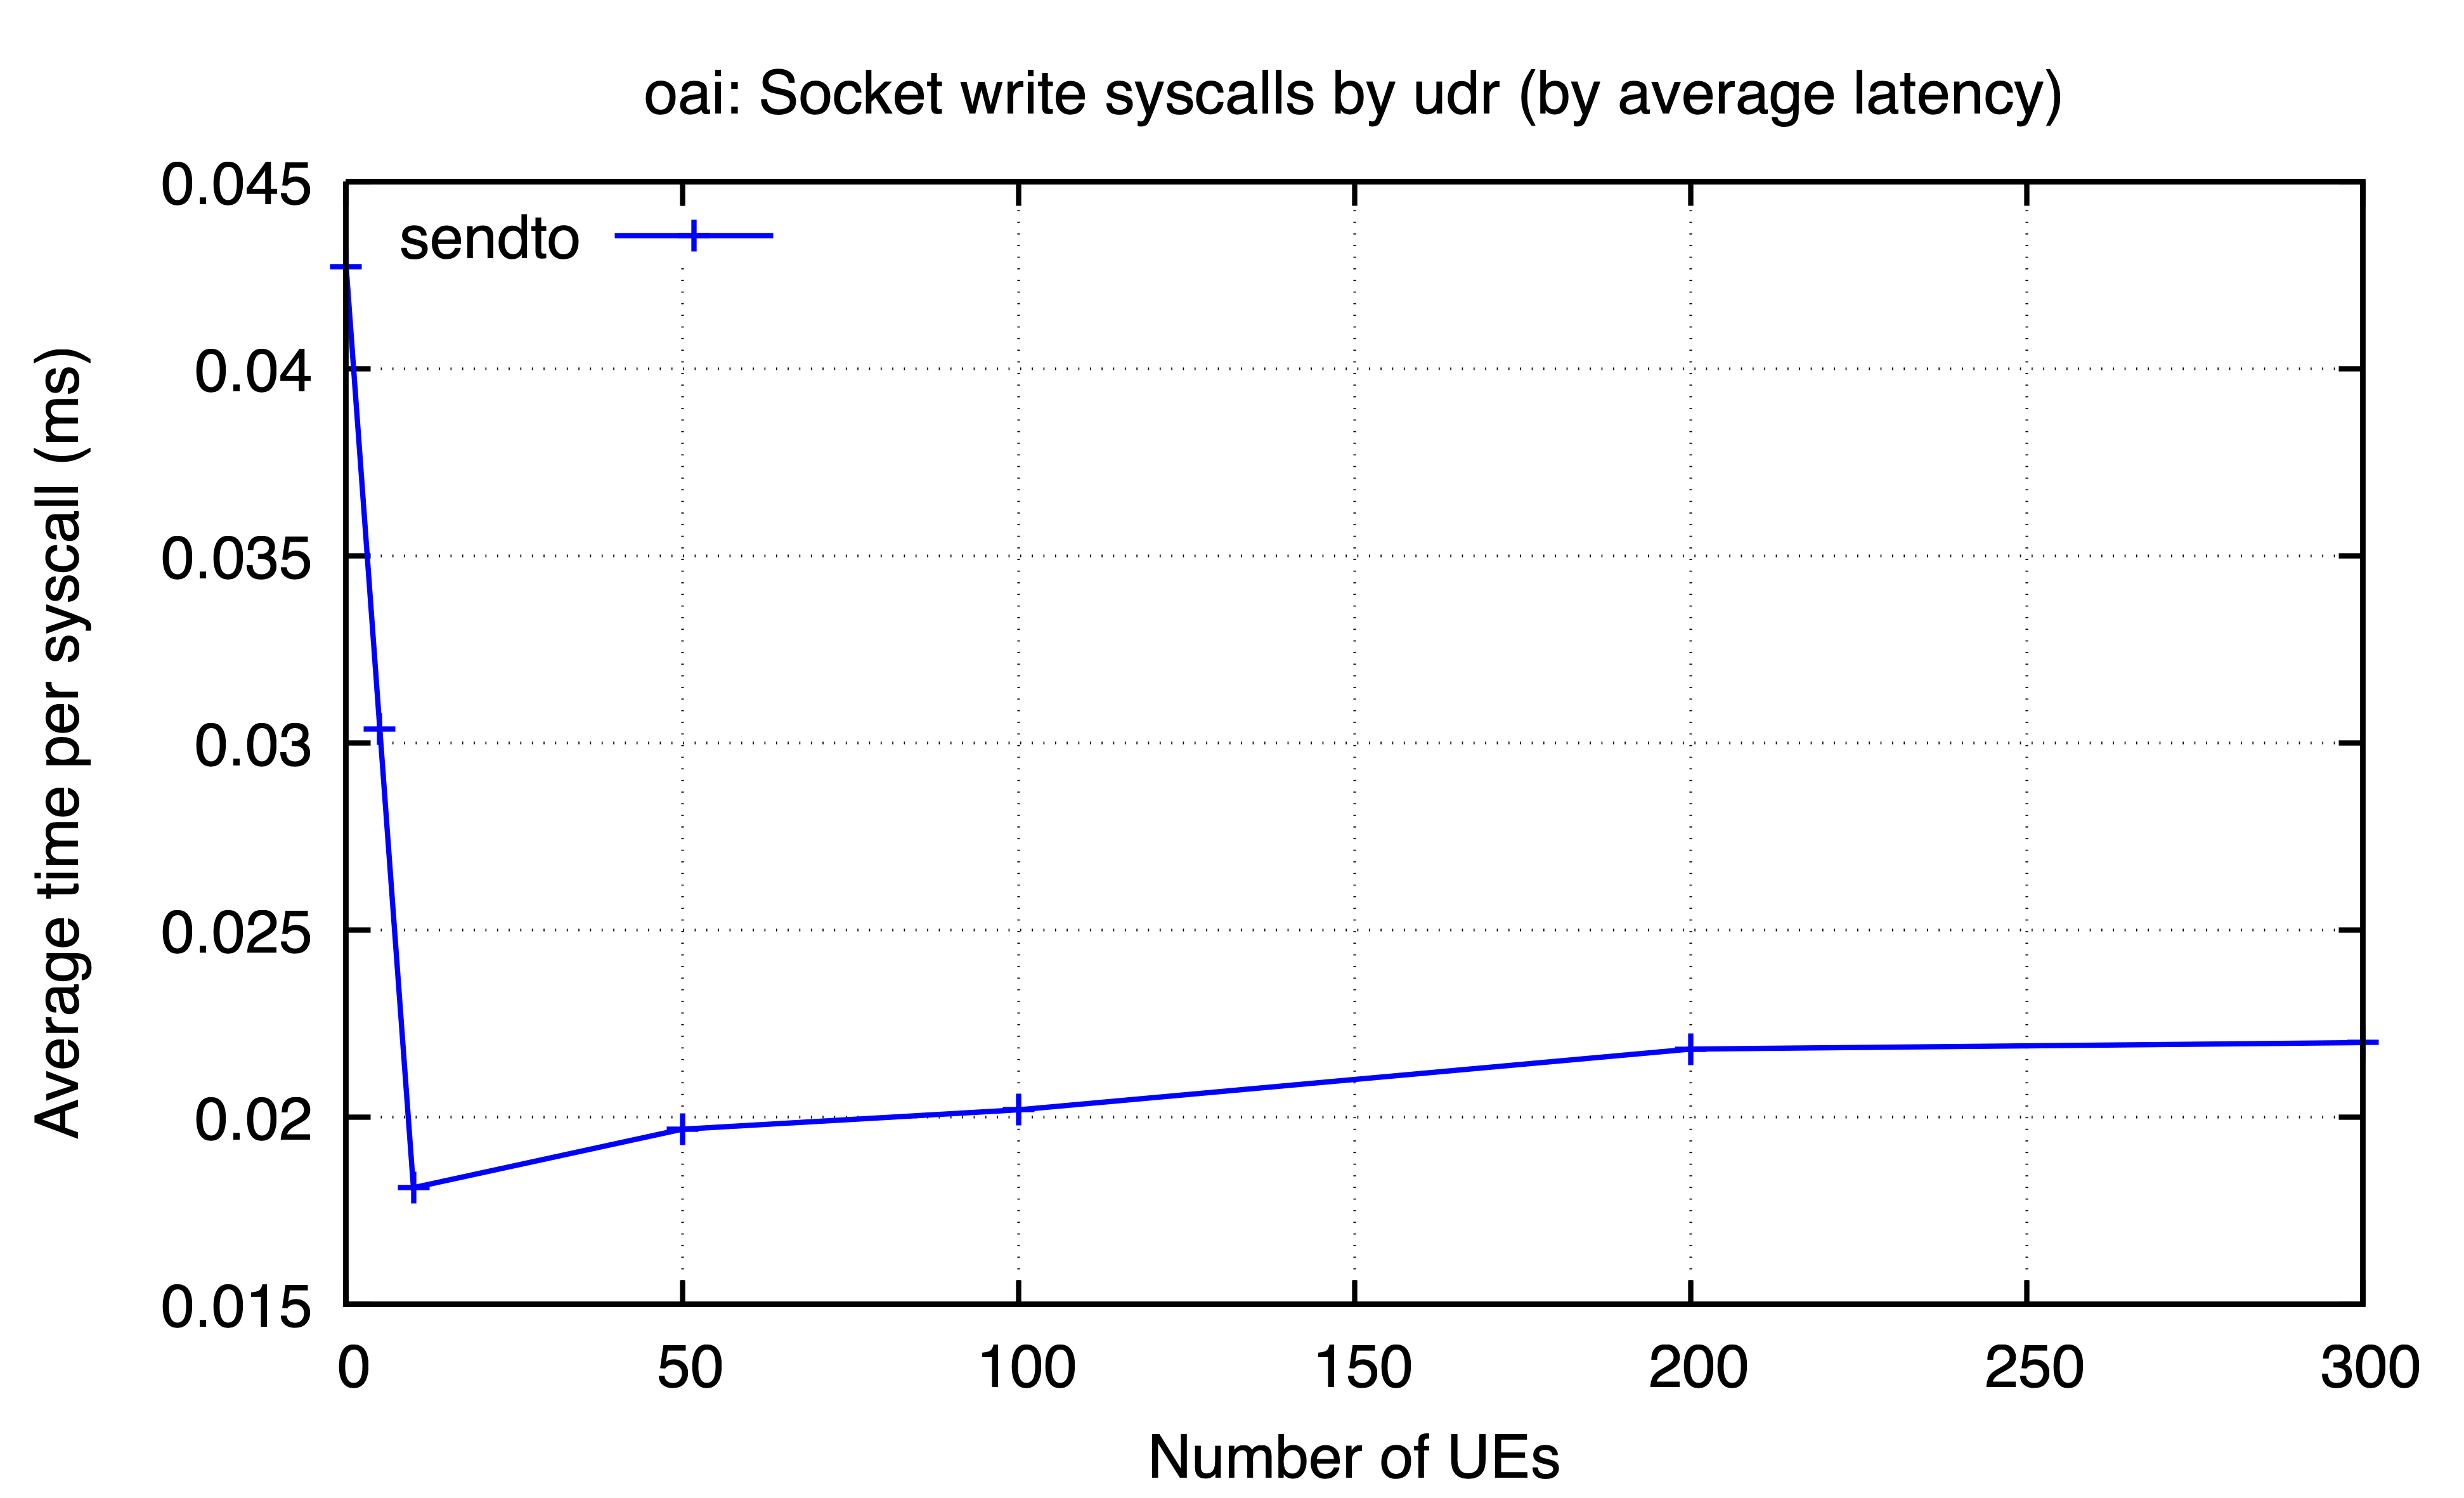 oai: Socket write syscalls by udr (by average latency)
0.045
sendto
0.04
0.035
0.03
0.025
0.02
0.015
Average time per syscall (ms)
0 50 100 150 200 250 300
Number of UEs